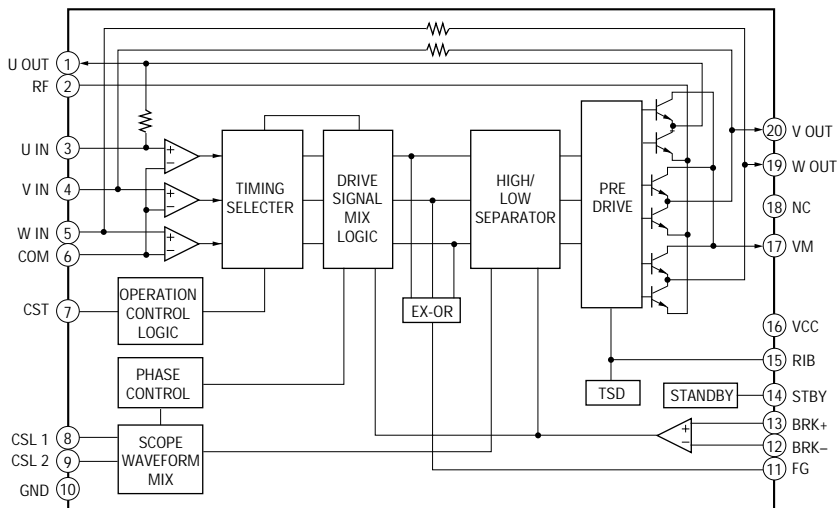 U OUT 1
RF 2
U IN 3
V IN 4
W IN 5
COM 6
CST 7
CSL 1 8
CSL 2 9
GND 10
+
−
+
−
+
−
TIMING
SELECTER
DRIVE
SIGNAL
MIX
LOGIC
HIGH/
LOW
SEPARATOR
PRE
DRIVE
OPERATION
CONTROL
LOGIC
EX-OR
PHASE
CONTROL
SCOPE
WAVEFORM
MIX
TSD
STANDBY
+
−
20 V OUT
19 W OUT
18 NC
17 VM
16 VCC
15 RIB
14 STBY
13 BRK+
12 BRK−
11 FG